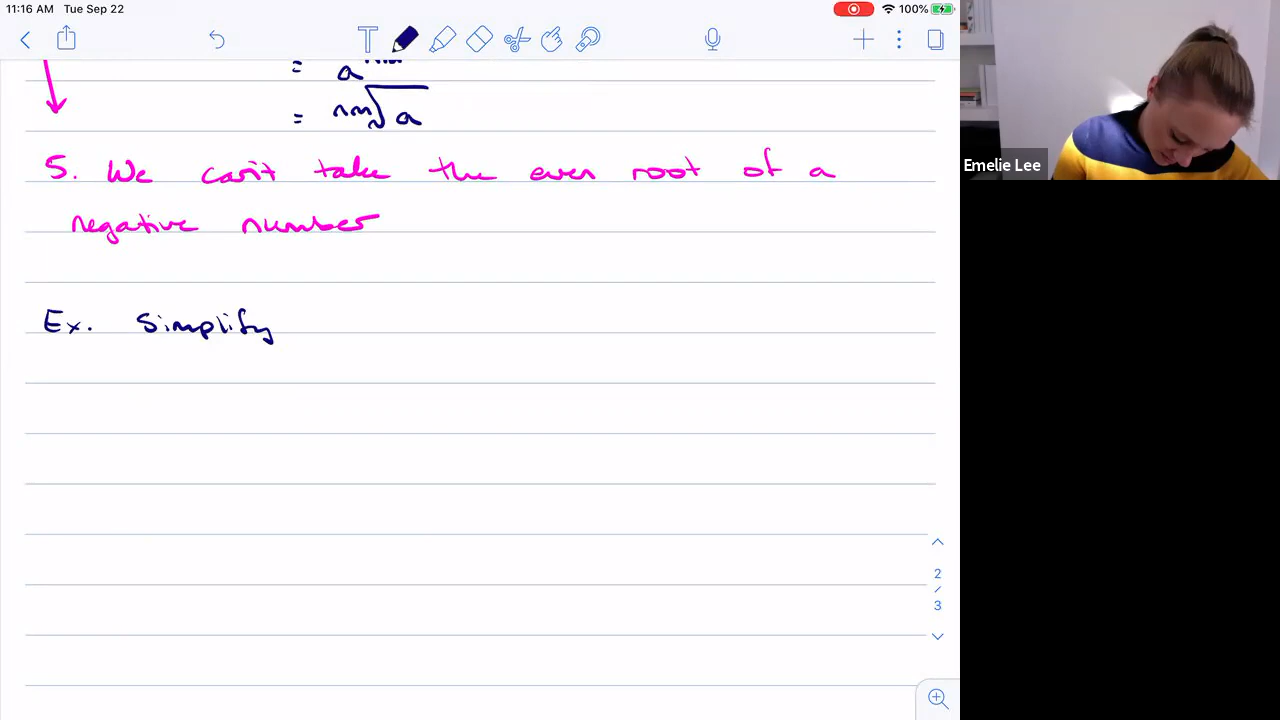 11:16 AM Tue Sep 22
100%
T
=
= nm√a
5. We can't take the even root of a
negative number
Ex. Simplify
2
/
3
Emelie Lee